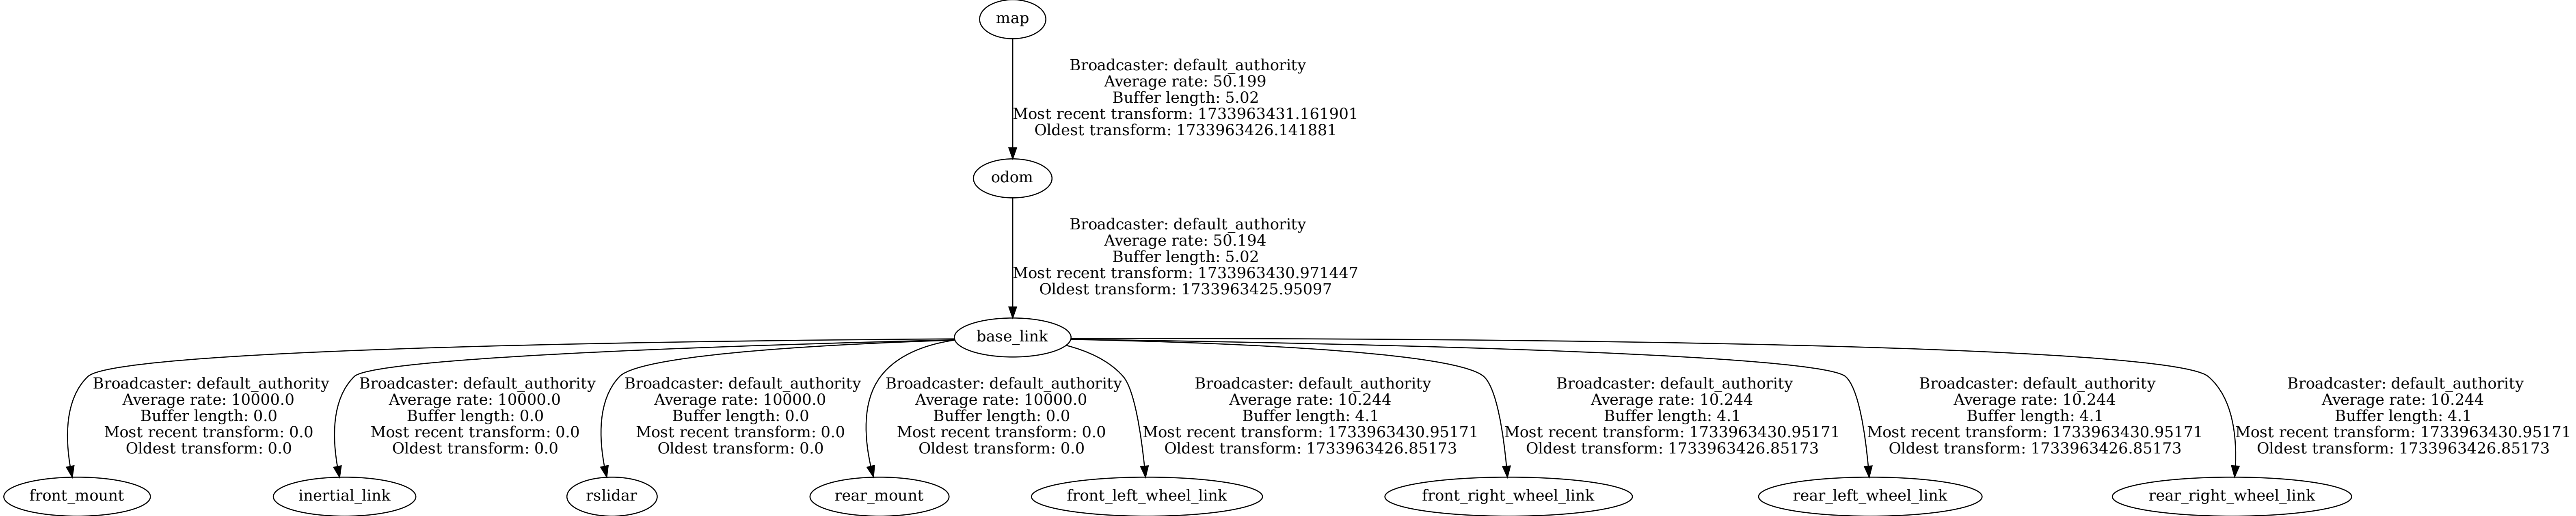 map
Broadcaster: default_authority
Average rate: 50.199
Buffer length: 5.02
Most recent transform: 1733963431.161901
Oldest transform: 1733963426.141881
odom
Broadcaster: default_authority
Average rate: 50.194
Buffer length: 5.02
Most recent transform: 1733963430.971447
Oldest transform: 1733963425.95097
base_link
Broadcaster: default_authority
Average rate: 10000.0
Buffer length: 0.0
Most recent transform: 0.0
Oldest transform: 0.0
Broadcaster: default_authority
Average rate: 10000.0
Buffer length: 0.0
Most recent transform: 0.0
Oldest transform: 0.0
Broadcaster: default_authority
Average rate: 10000.0
Buffer length: 0.0
Most recent transform: 0.0
Oldest transform: 0.0
Broadcaster: default_authority
Average rate: 10000.0
Buffer length: 0.0
Most recent transform: 0.0
Oldest transform: 0.0
Broadcaster: default_authority
Average rate: 10.244
Buffer length: 4.1
Most recent transform: 1733963430.95171
Oldest transform: 1733963426.85173
Broadcaster: default_authority
Average rate: 10.244
Buffer length: 4.1
Most recent transform: 1733963430.95171
Oldest transform: 1733963426.85173
Broadcaster: default_authority
Average rate: 10.244
Buffer length: 4.1
Most recent transform: 1733963430.95171
Oldest transform: 1733963426.85173
Broadcaster: default_authority
Average rate: 10.244
Buffer length: 4.1
Most recent transform: 1733963430.95171
Oldest transform: 1733963426.85173
front_mount
inertial_link
rslidar
rear_mount
front_left_wheel_link
front_right_wheel_link
rear_left_wheel_link
rear_right_wheel_link